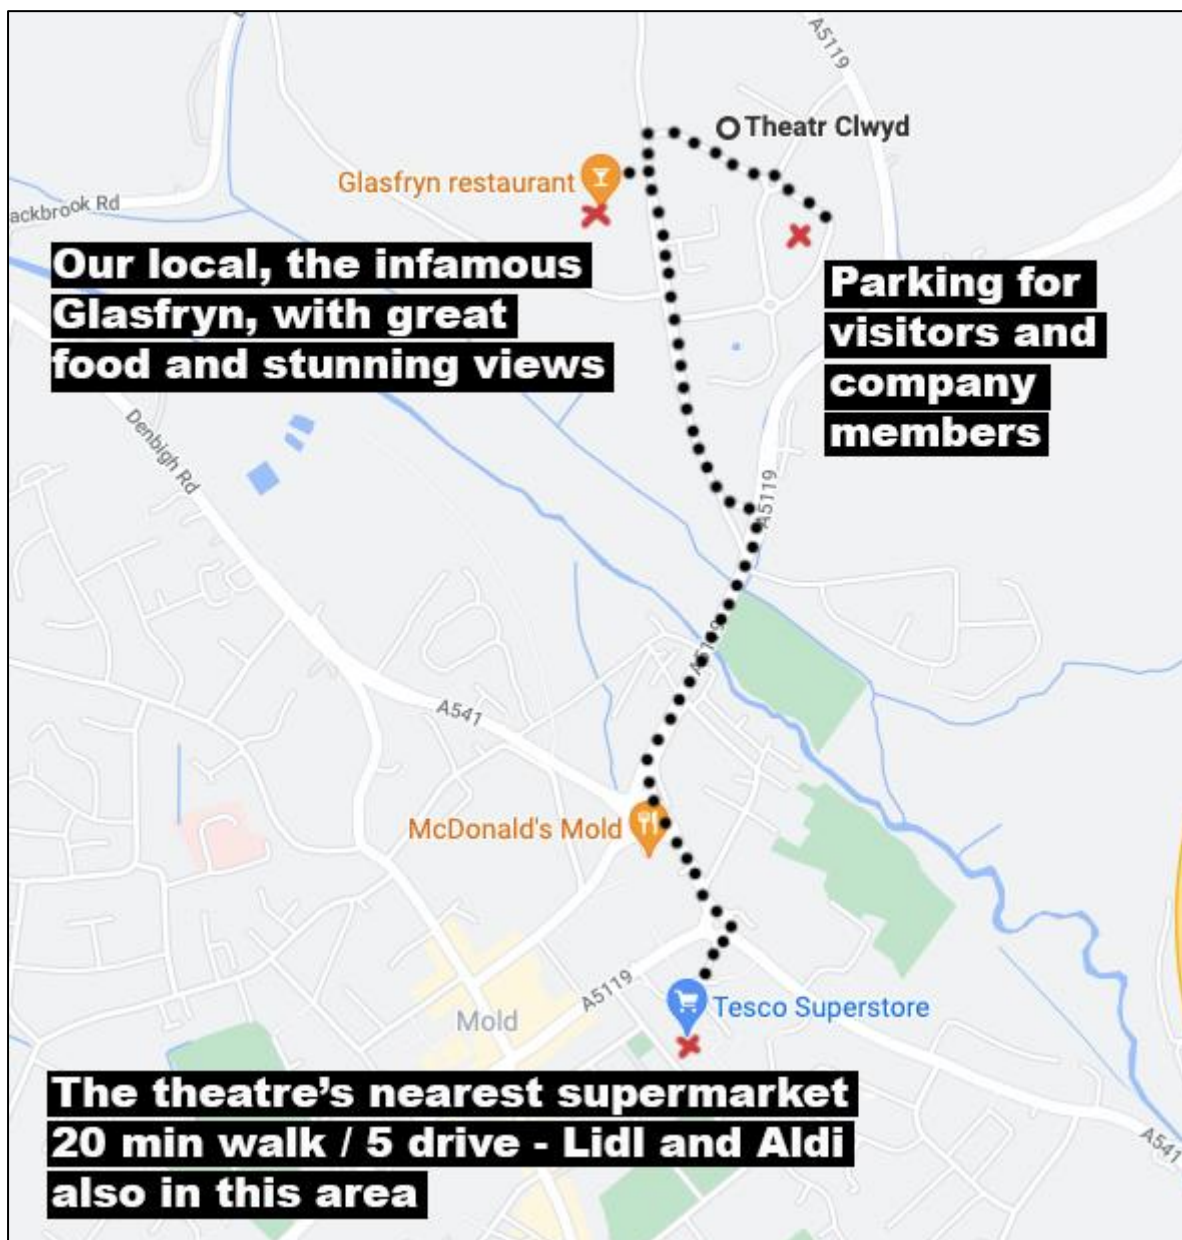 A5119
Theatr Clwyd
Glasfryn restaurant
ackbrook Rd
Our local, the infamous
Glasfryn, with great
food and stunning views
Parking for
visitors and
company
members
Denbigh Rd
A5119
A5119
A541
McDonald's Mold
A5119
Mold
Tesco Superstore
The theatre’s nearest supermarket
20 min walk / 5 drive - Lidl and Aldi
also in this area
A541